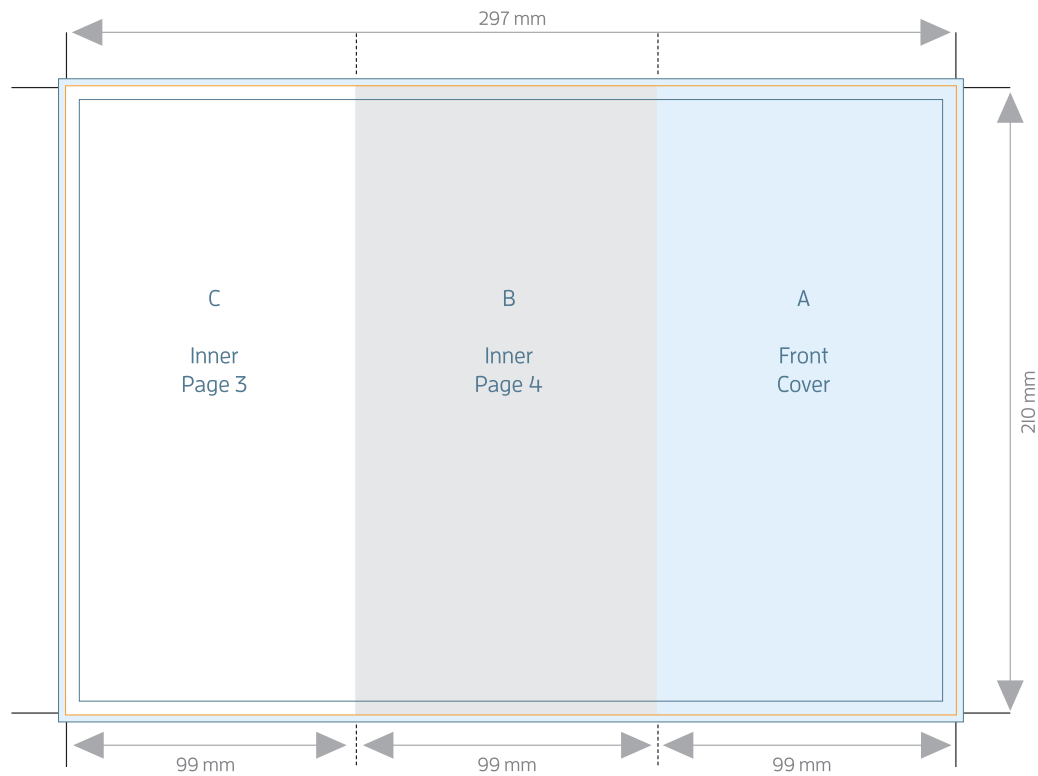 297 mm
C
Inner
Page 3
B
Inner
Page 4
A
Front
Cover
210 mm
99 mm
99 mm
99 mm